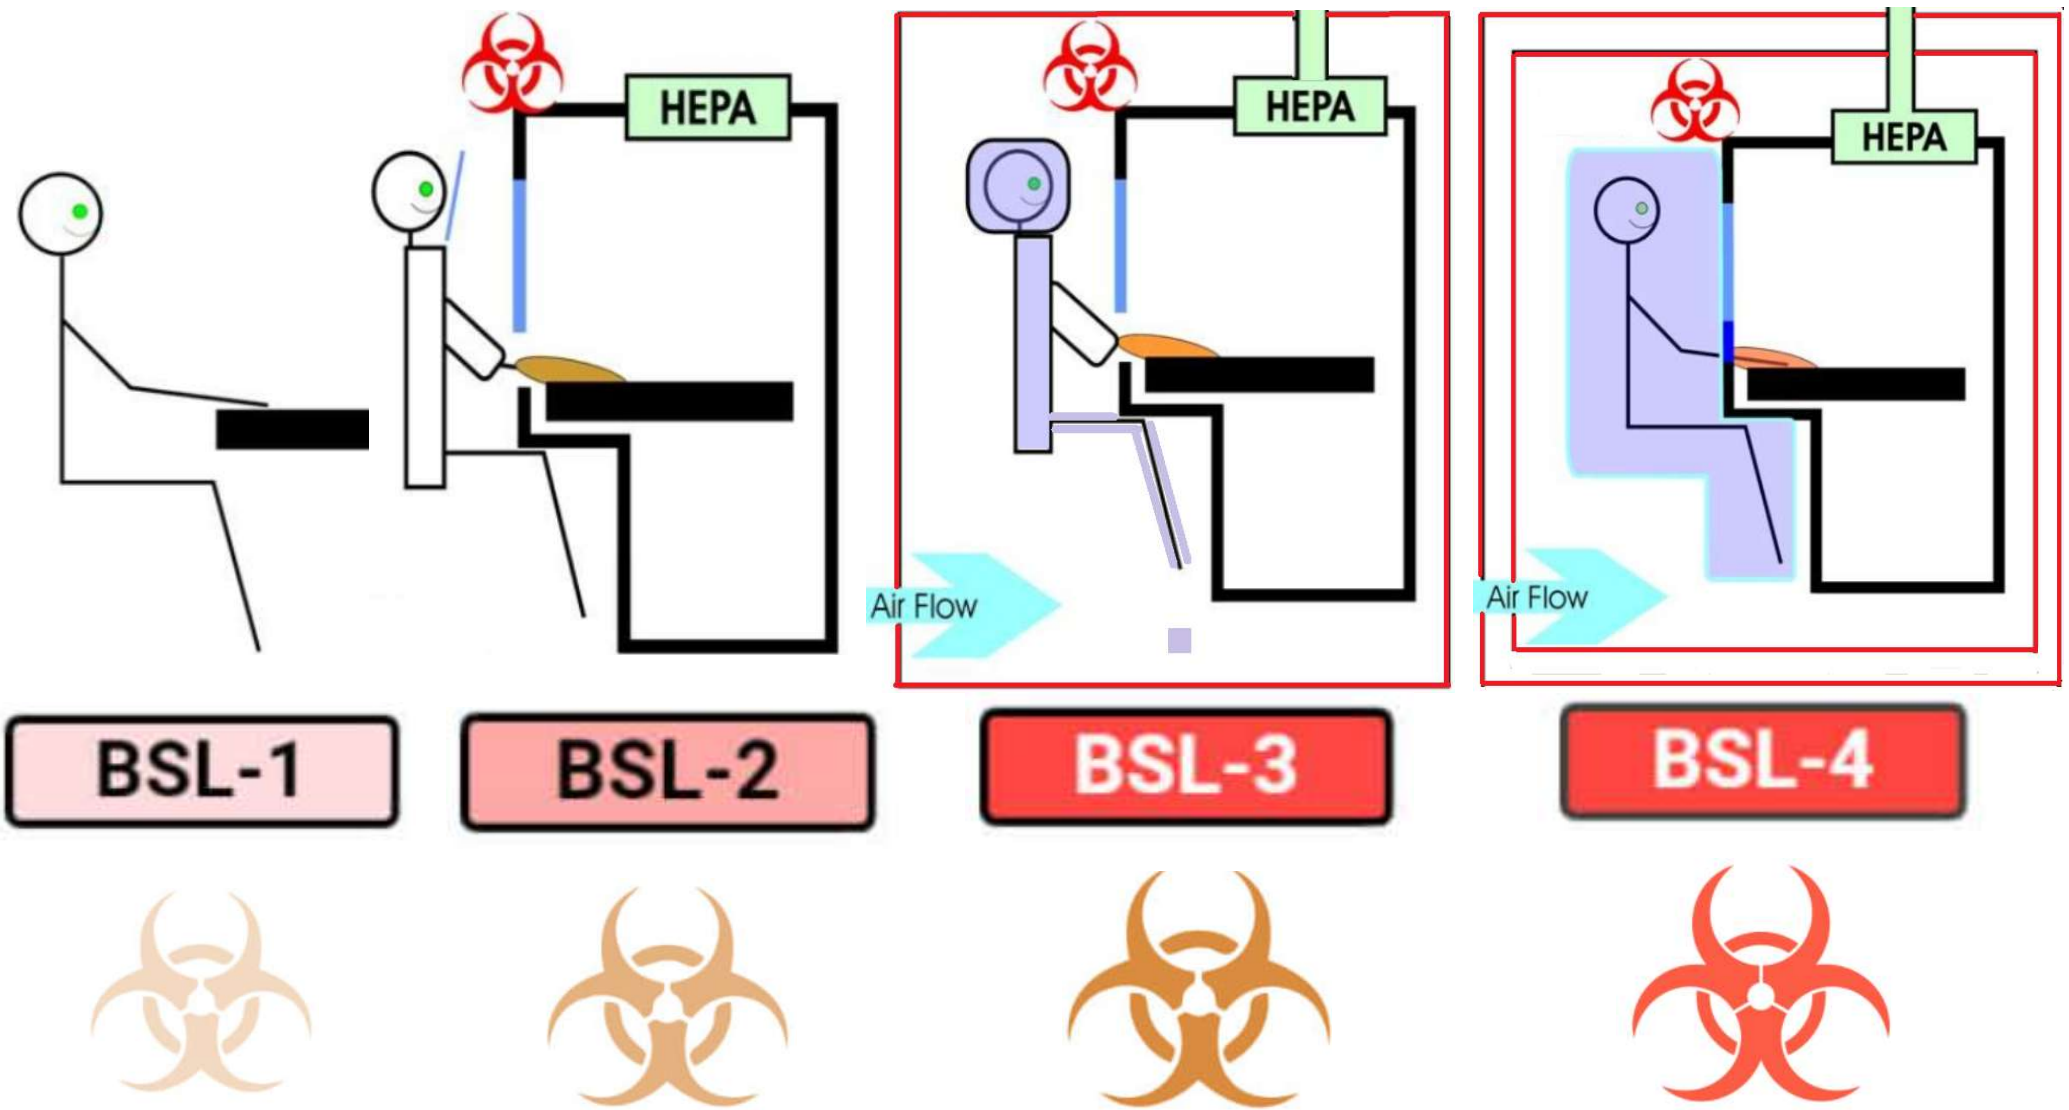 HEPA
HEPA
HEPA
Air Flow
Air Flow
BSL-1
BSL-2
BSL-3
BSL-4